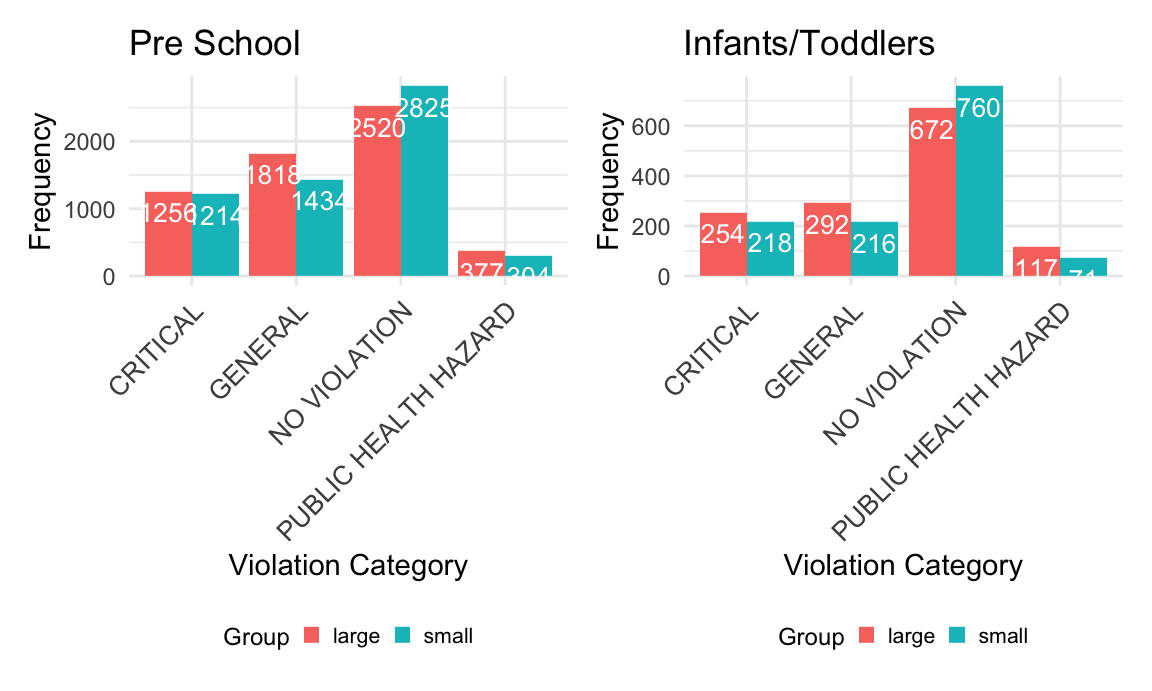 Pre School
Frequency
2000
1000
0
1256
1214
1818
1434
2520
2825
377
304
CRITICAL
GENERAL
NO VIOLATION
PUBLIC HEALTH HAZARD
Violation Category
Group large small
Infants/Toddlers
Frequency
600
400
200
0
254
218
292
216
672
760
117
71
CRITICAL
GENERAL
NO VIOLATION
PUBLIC HEALTH HAZARD
Violation Category
Group large small